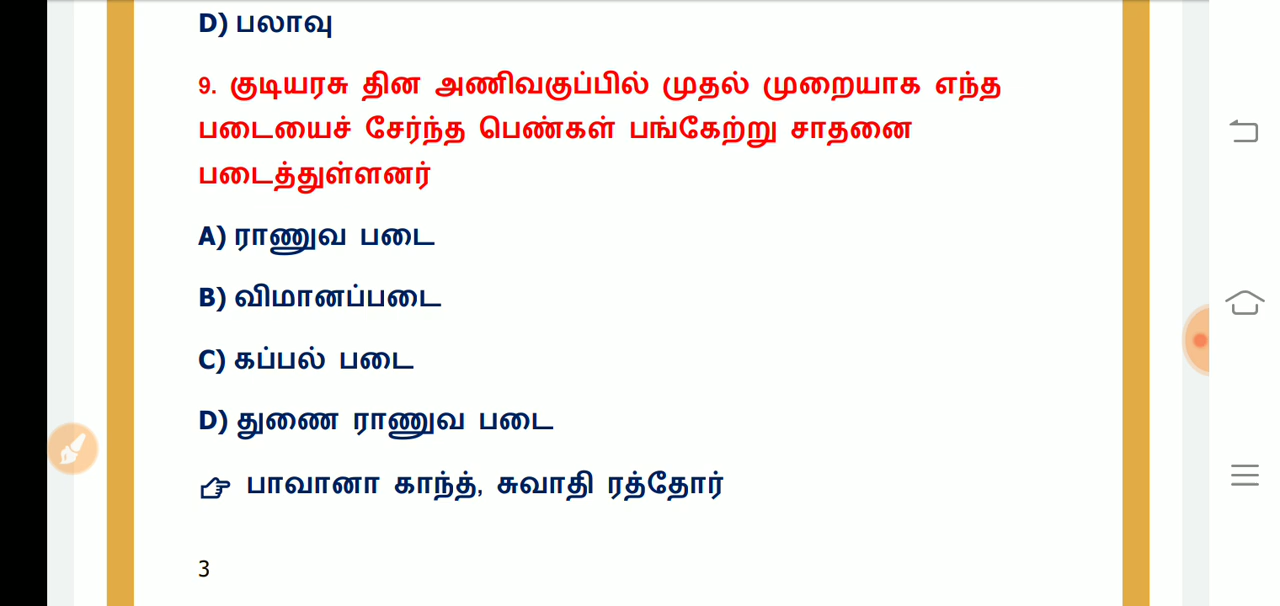 D) பலாவு
9. குடியரசு தின அணிவகுப்பில் முதல் முறையாக எந்த
படையைச் சேர்ந்த பெண்கள் பங்கேற்று சாதனை
படைத்துள்ளனர்
A) ராணுவ படை
B) விமானப்படை
C) கப்பல் படை
D) துணை ராணுவ படை
👉 பாவானா காந்த், சுவாதி ரத்தோர்
3